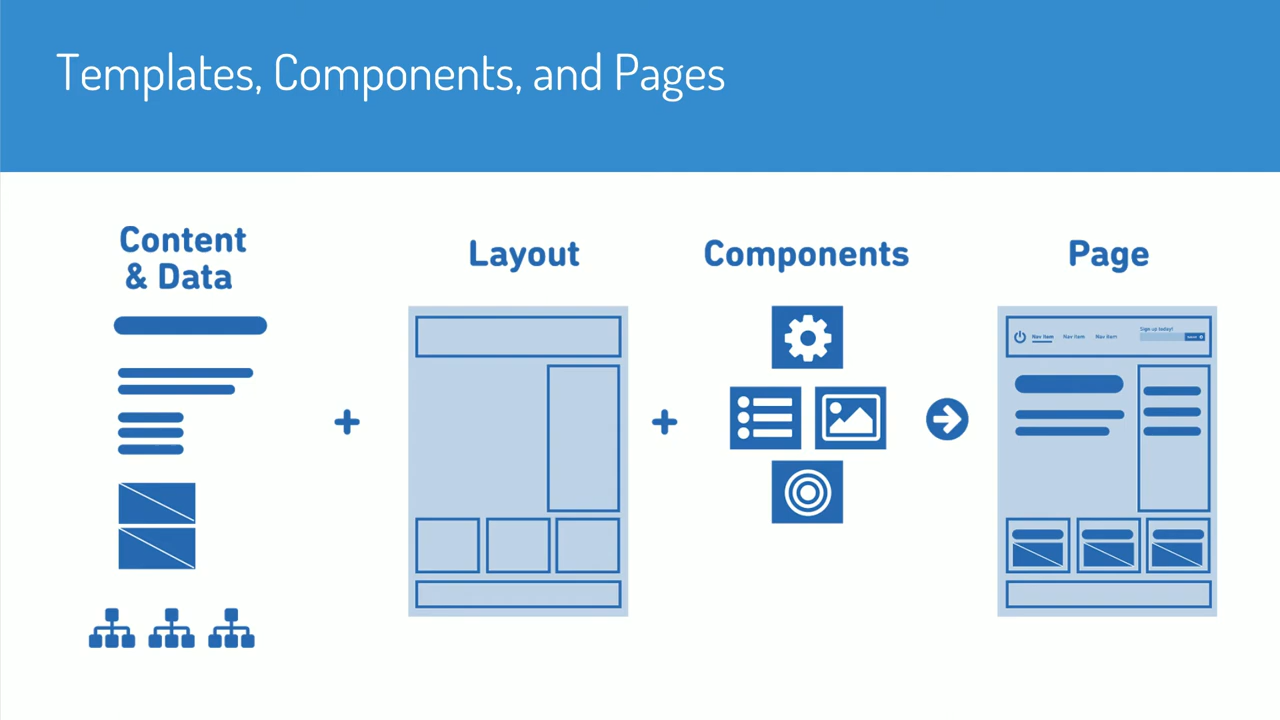 Templates, Components, and Pages
Content
& Data
Layout
Components
Page
Sign up today!
Nav Item
Nav Item
Nav Item